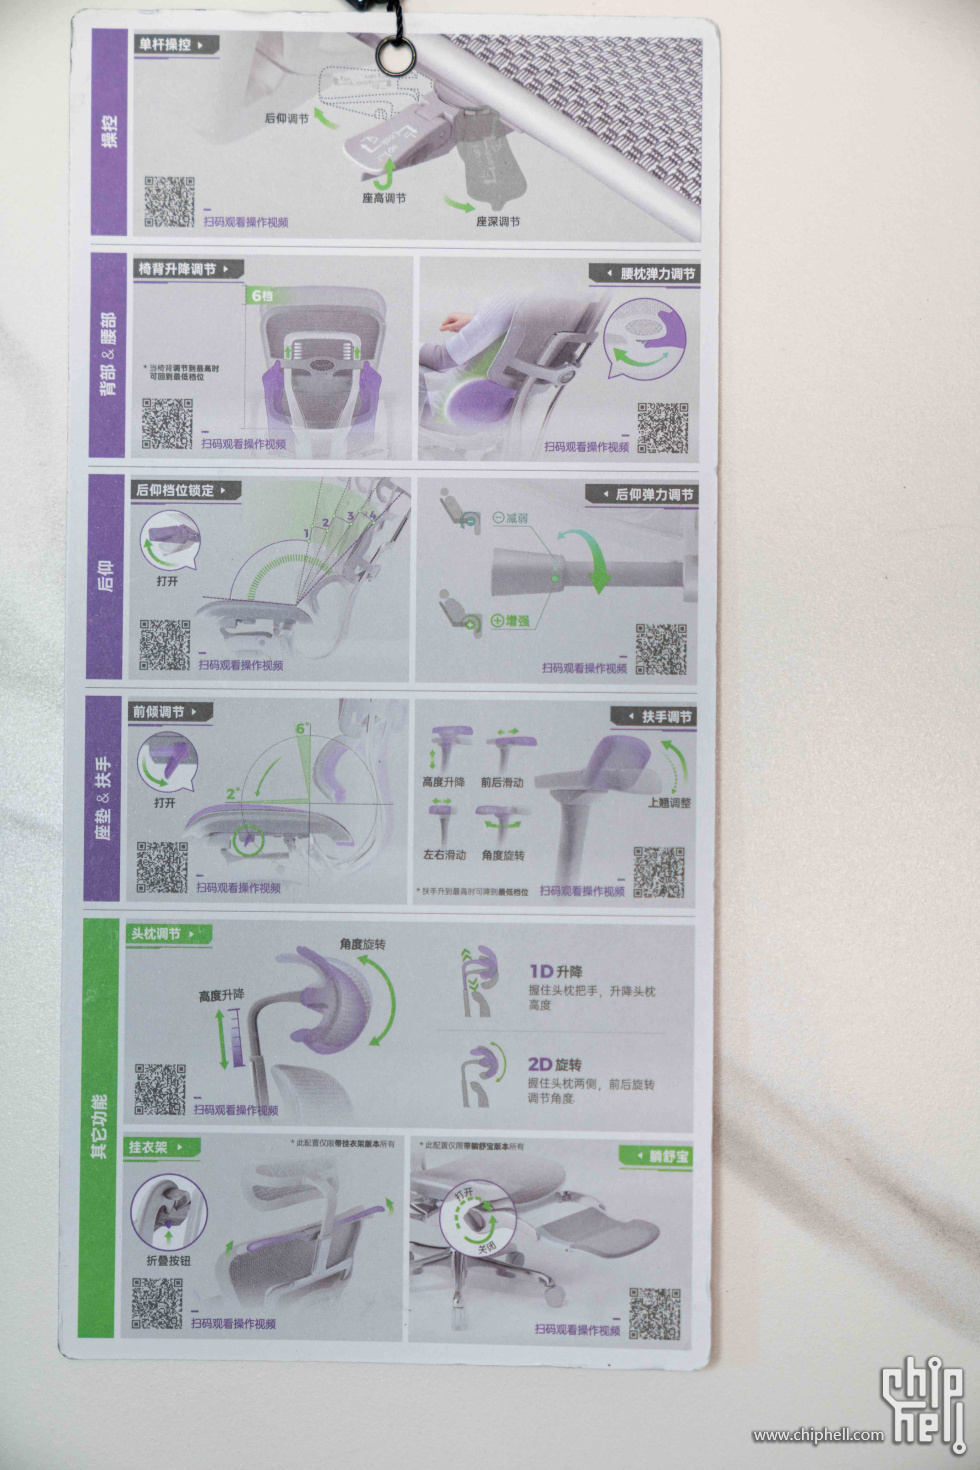 操控
单杆操控
后仰调节
座高调节
座深调节
扫码观看操作视频
背部 & 腰部
椅背升降调节
6档
* 当椅背调节到最高时
可回到最低档位
扫码观看操作视频
腰枕弹力调节
扫码观看操作视频
后仰
后仰档位锁定
打开
1
2
3
4
扫码观看操作视频
后仰弹力调节
减弱
增强
扫码观看操作视频
座垫 & 扶手
前倾调节
打开
6°
2°
扫码观看操作视频
扶手调节
高度升降
前后滑动
左右滑动
角度旋转
上翘调整
* 扶手升到最高时可降到最低档位
扫码观看操作视频
其它功能
头枕调节
高度升降
角度旋转
扫码观看操作视频
1D 升降
握住头枕把手，升降头枕
高度
2D 旋转
握住头枕两侧，前后旋转
调节角度
挂衣架
* 此配置仅限带挂衣架版本所有
折叠按钮
扫码观看操作视频
* 此配置仅限带躺舒宝版本所有
躺舒宝
打开
关闭
扫码观看操作视频
chip
hell
www.chiphell.com